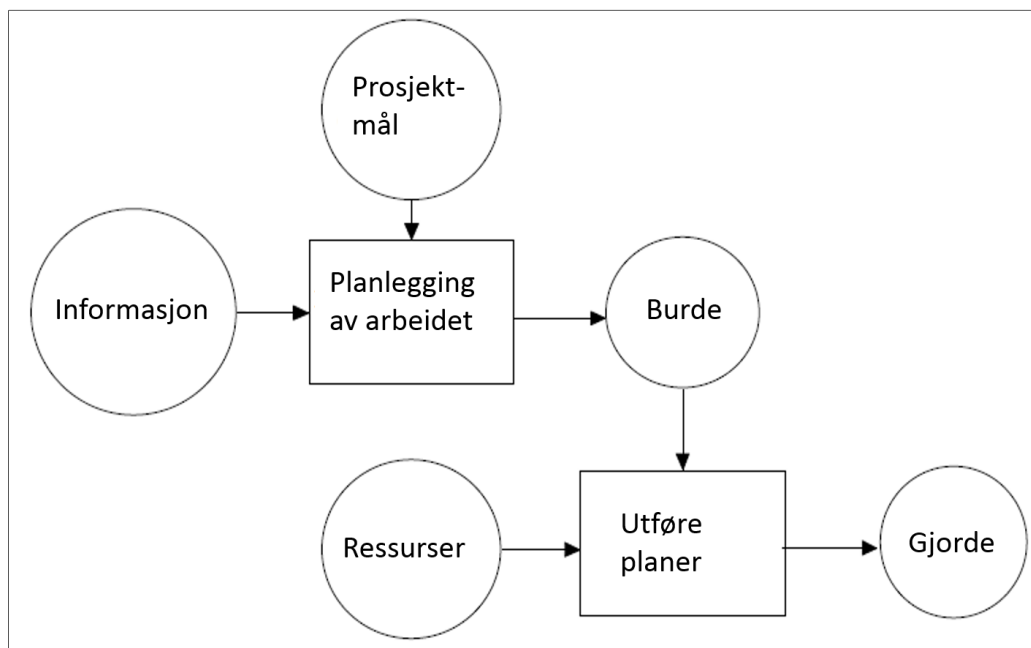 Prosjekt-
mål
Informasjon
Planlegging
av arbeidet
Burde
Ressurser
Utføre
planer
Gjorde